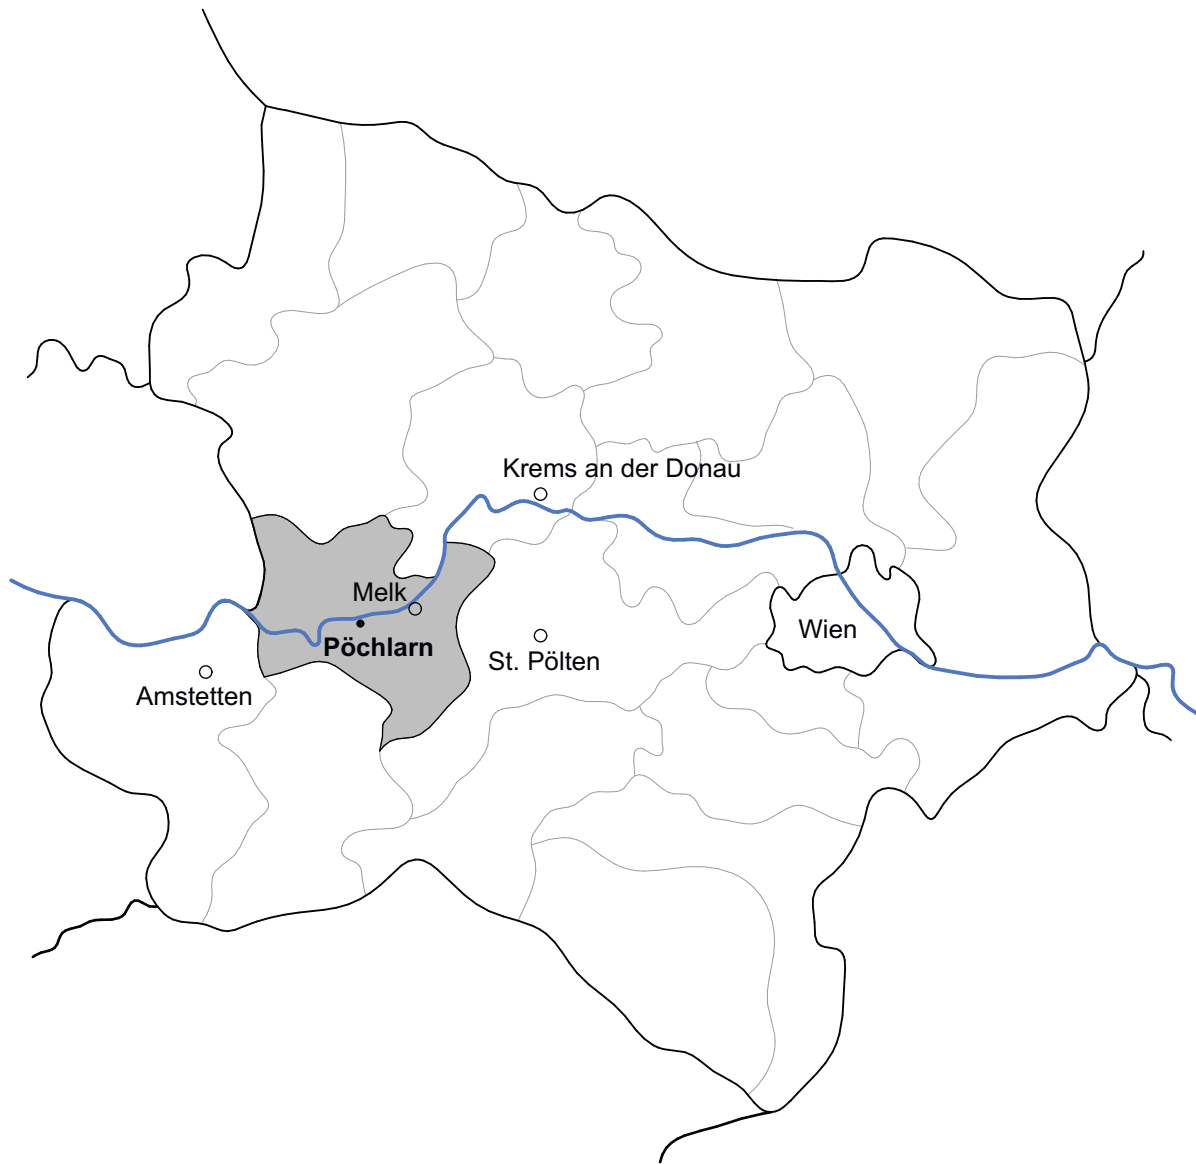 Krems an der Donau
Melk
Pöchlarn
Wien
St. Pölten
Amstetten